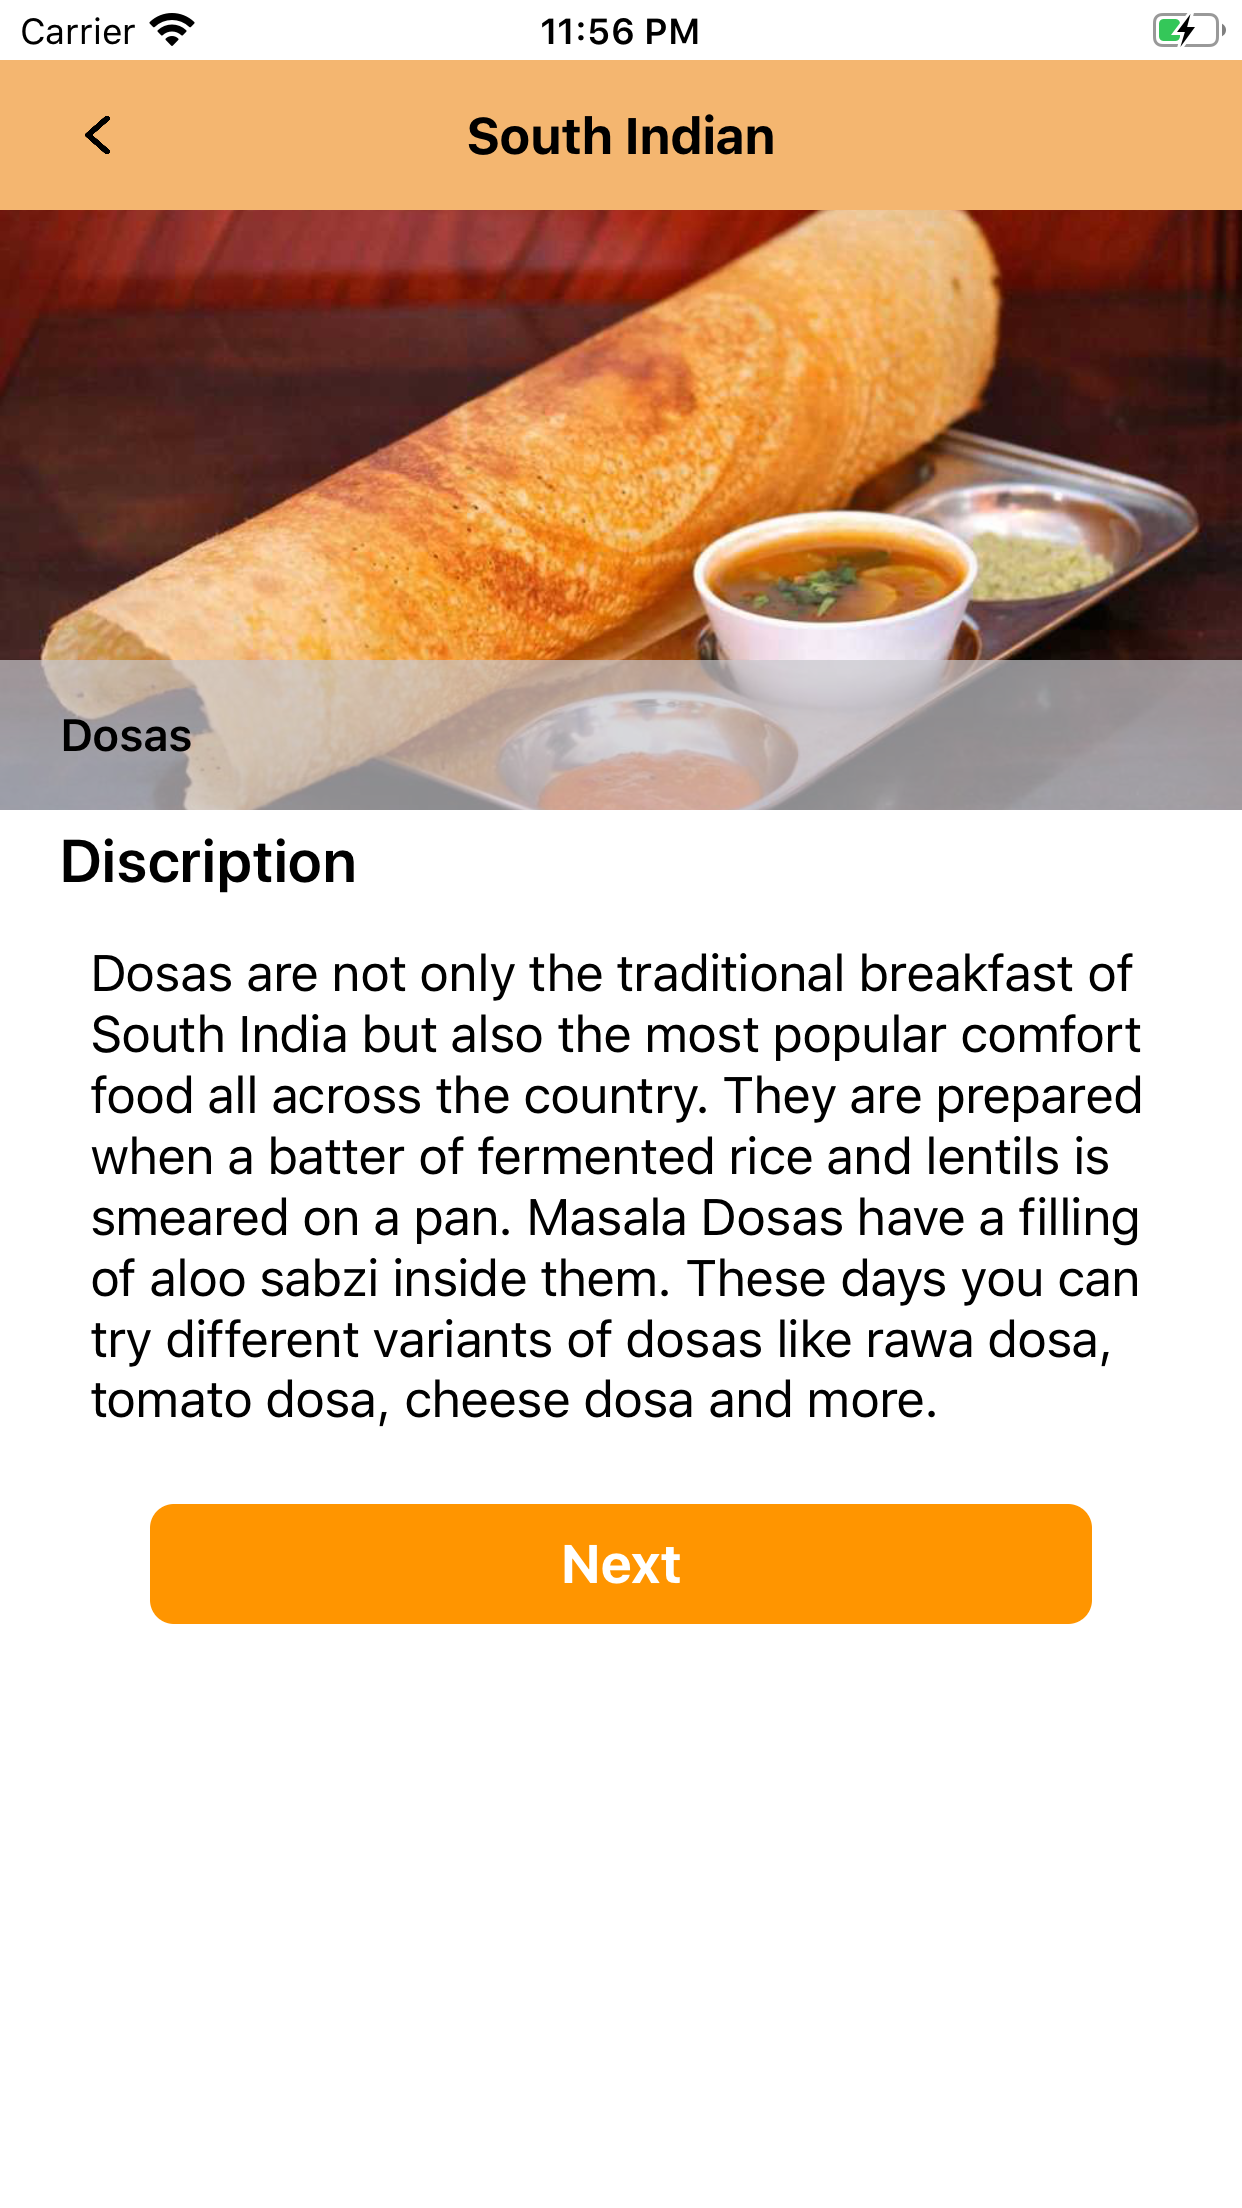 Carrier
11:56 PM
South Indian
Dosas
Discription
Dosas are not only the traditional breakfast of
South India but also the most popular comfort
food all across the country. They are prepared
when a batter of fermented rice and lentils is
smeared on a pan. Masala Dosas have a filling
of aloo sabzi inside them. These days you can
try different variants of dosas like rawa dosa,
tomato dosa, cheese dosa and more.
Next